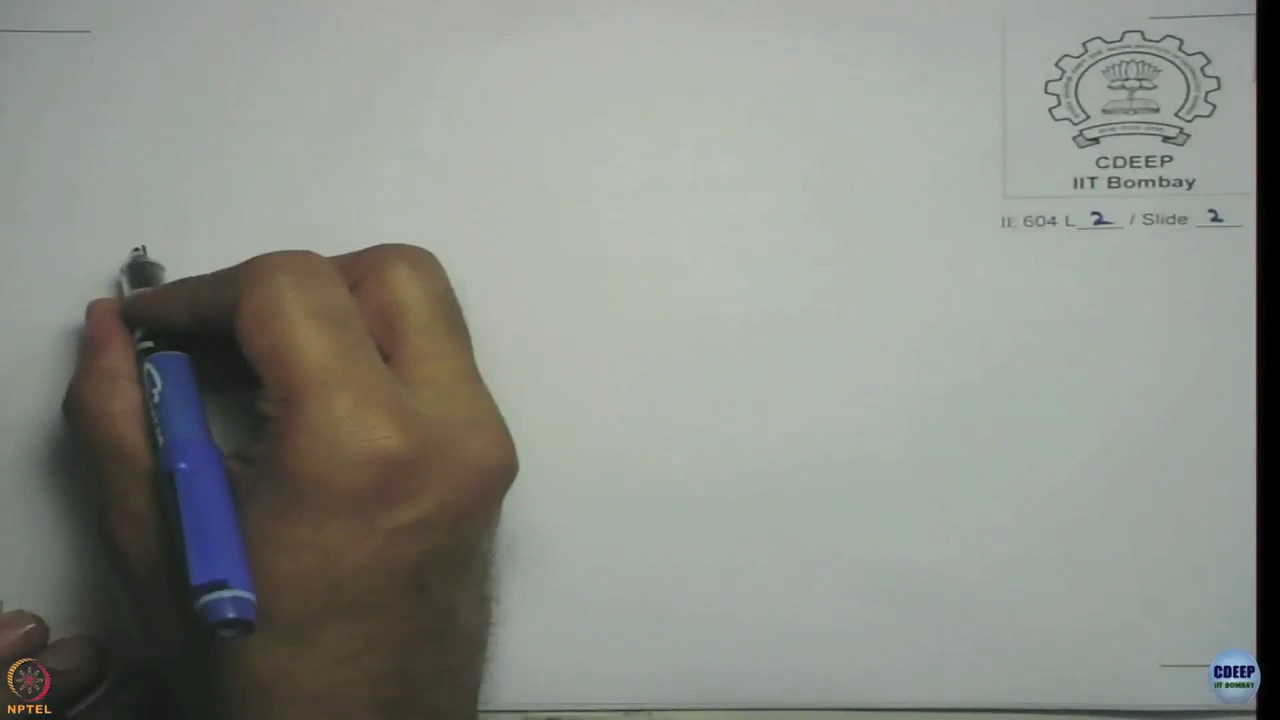 CDEEP
IIT Bombay
IE 604 L 2 / Slide 2
NPTEL
CDEEP
IIT BOMBAY